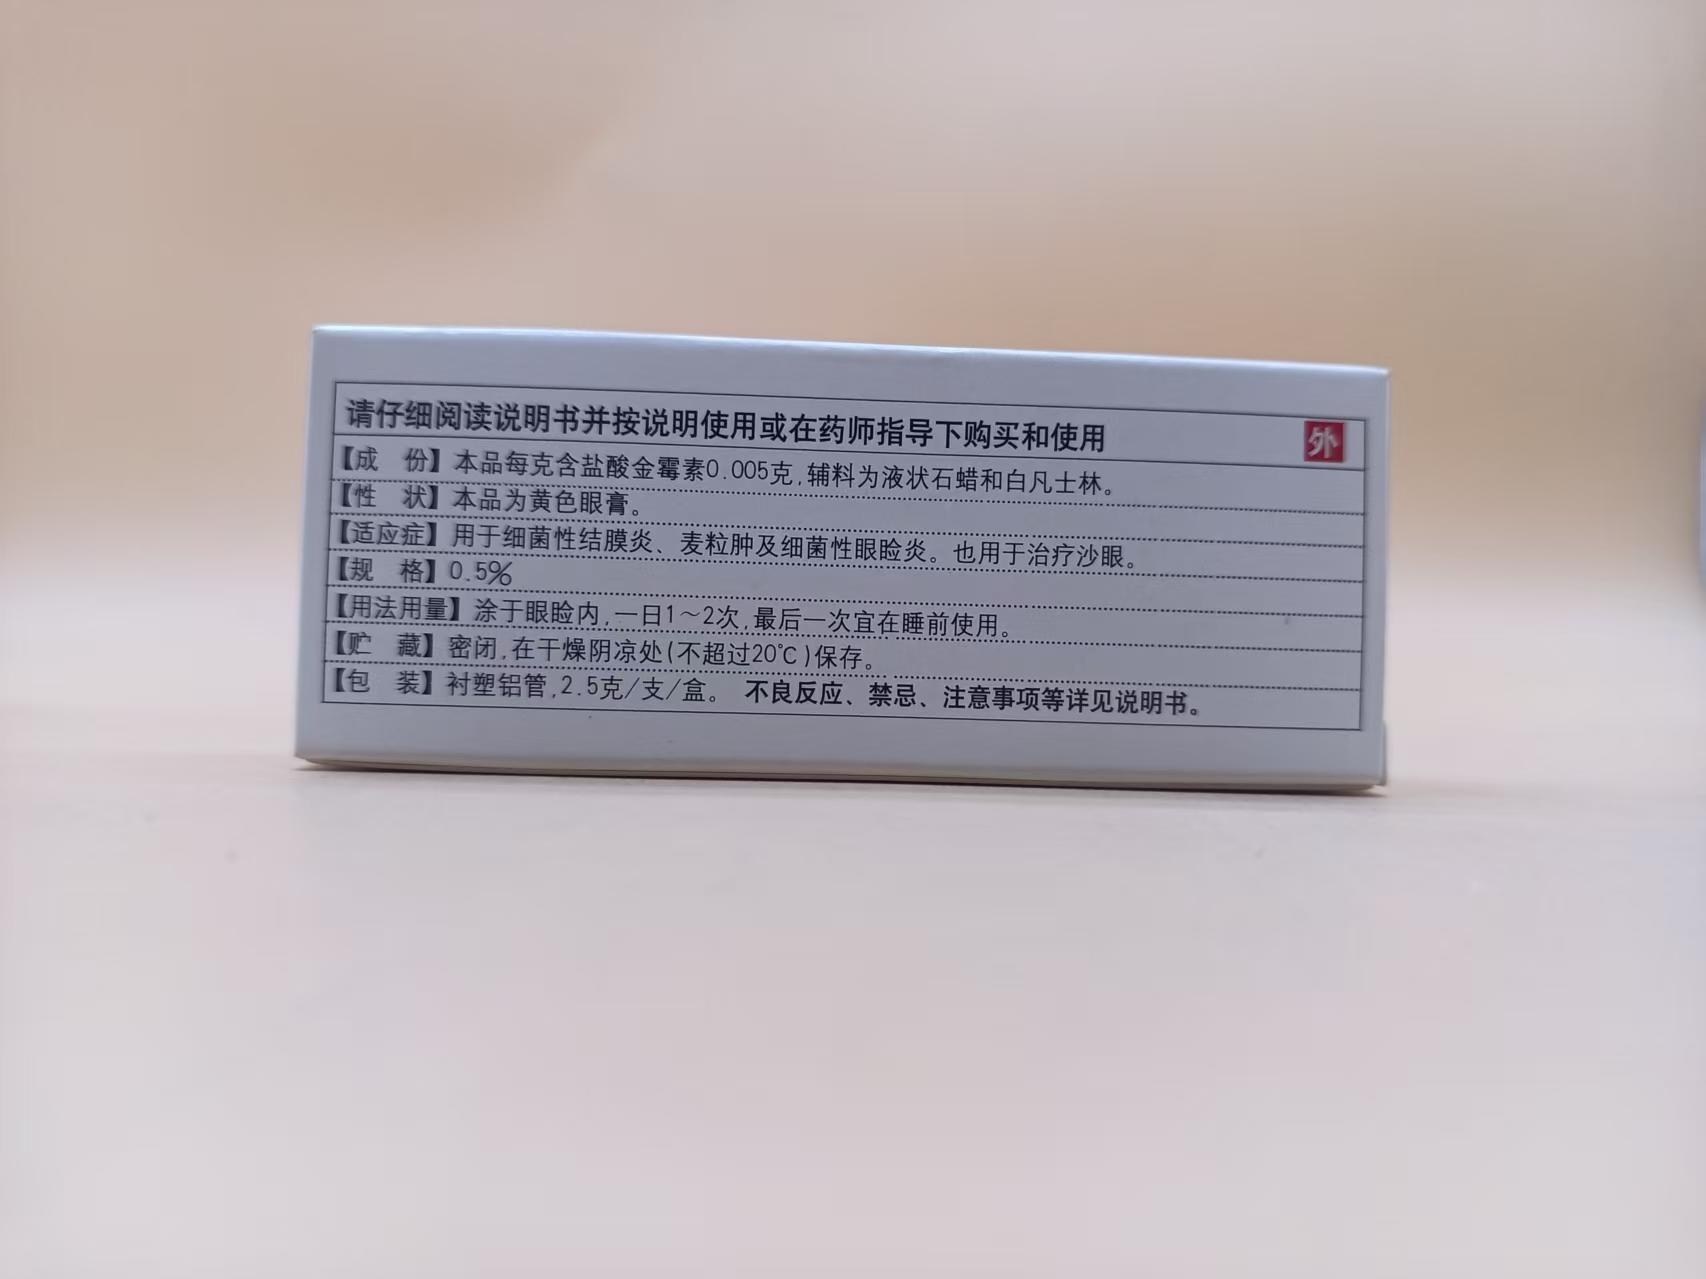 请仔细阅读说明书并按说明使用或在药师指导下购买和使用 外
【成 份】本品每克含盐酸金霉素0.005克,辅料为液状石蜡和白凡士林。
【性 状】本品为黄色眼膏。
【适应症】用于细菌性结膜炎、麦粒肿及细菌性眼睑炎。也用于治疗沙眼。
【规 格】0.5%
【用法用量】涂于眼睑内,一日1～2次,最后一次宜在睡前使用。
【贮 藏】密闭,在干燥阴凉处(不超过20℃)保存。
【包 装】衬塑铝管,2.5克/支/盒。 不良反应、禁忌、注意事项等详见说明书。